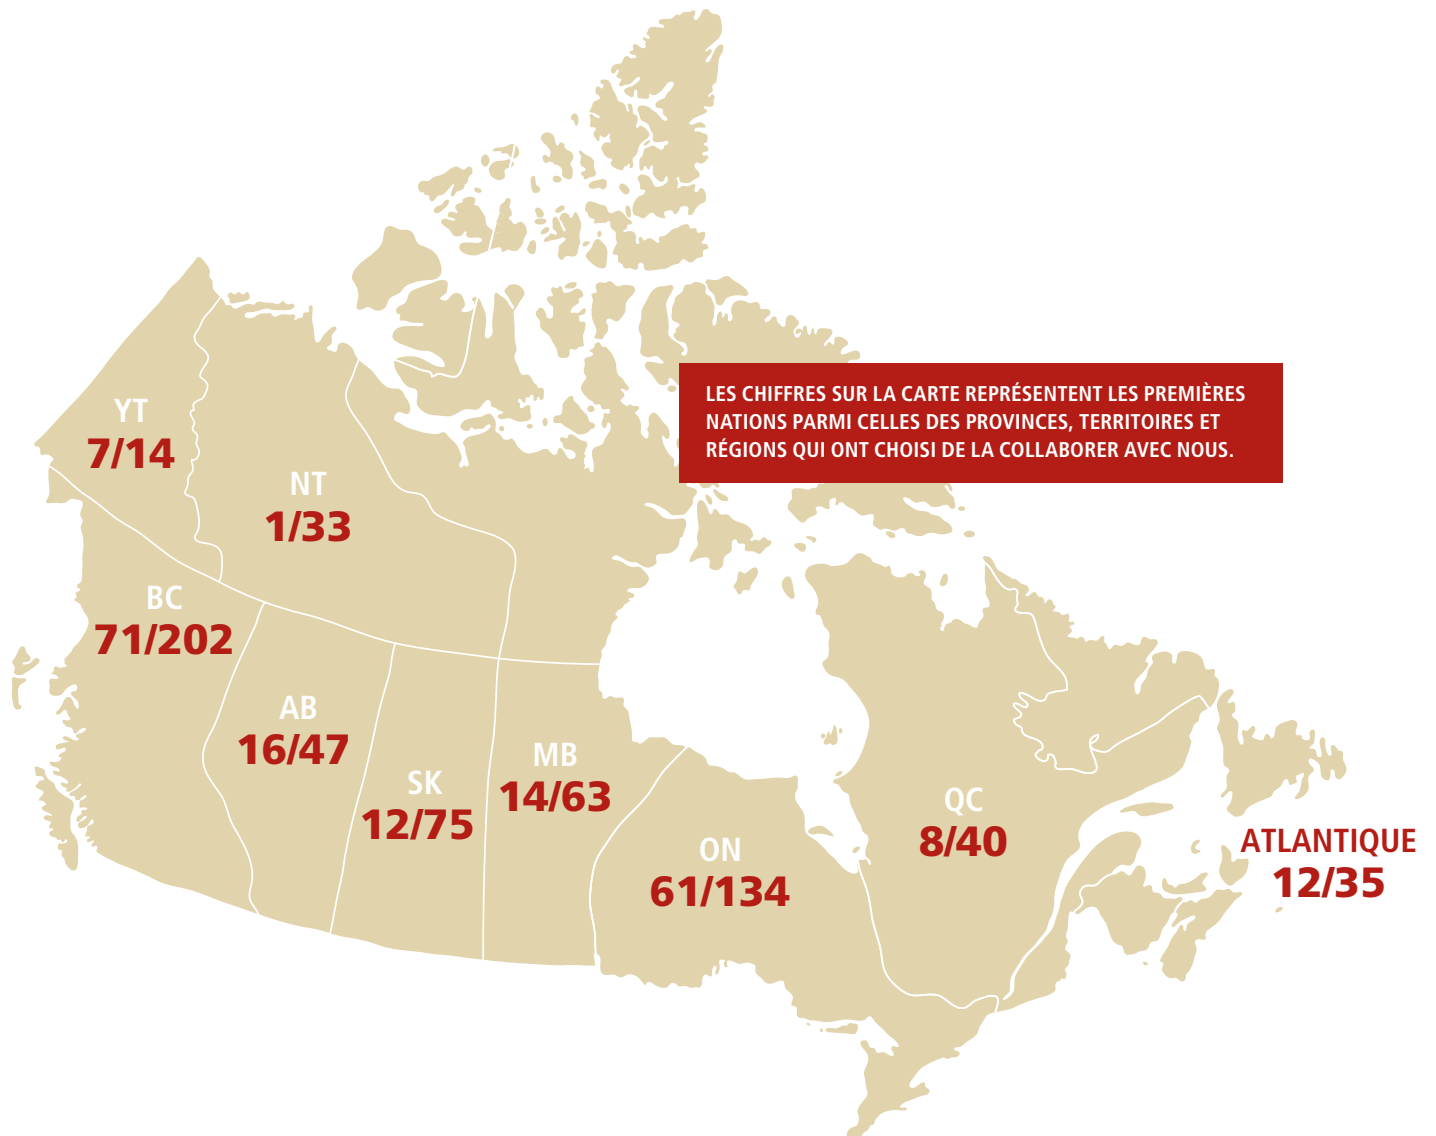 LES CHIFFRES SUR LA CARTE REPRÉSENTENT LES PREMIÈRES
NATIONS PARMI CELLES DES PROVINCES, TERRITOIRES ET
RÉGIONS QUI ONT CHOISI DE LA COLLABORER AVEC NOUS.
YT
7/14
NT
1/33
BC
71/202
AB
16/47
SK
12/75
MB
14/63
ON
61/134
QC
8/40
ATLANTIQUE
12/35